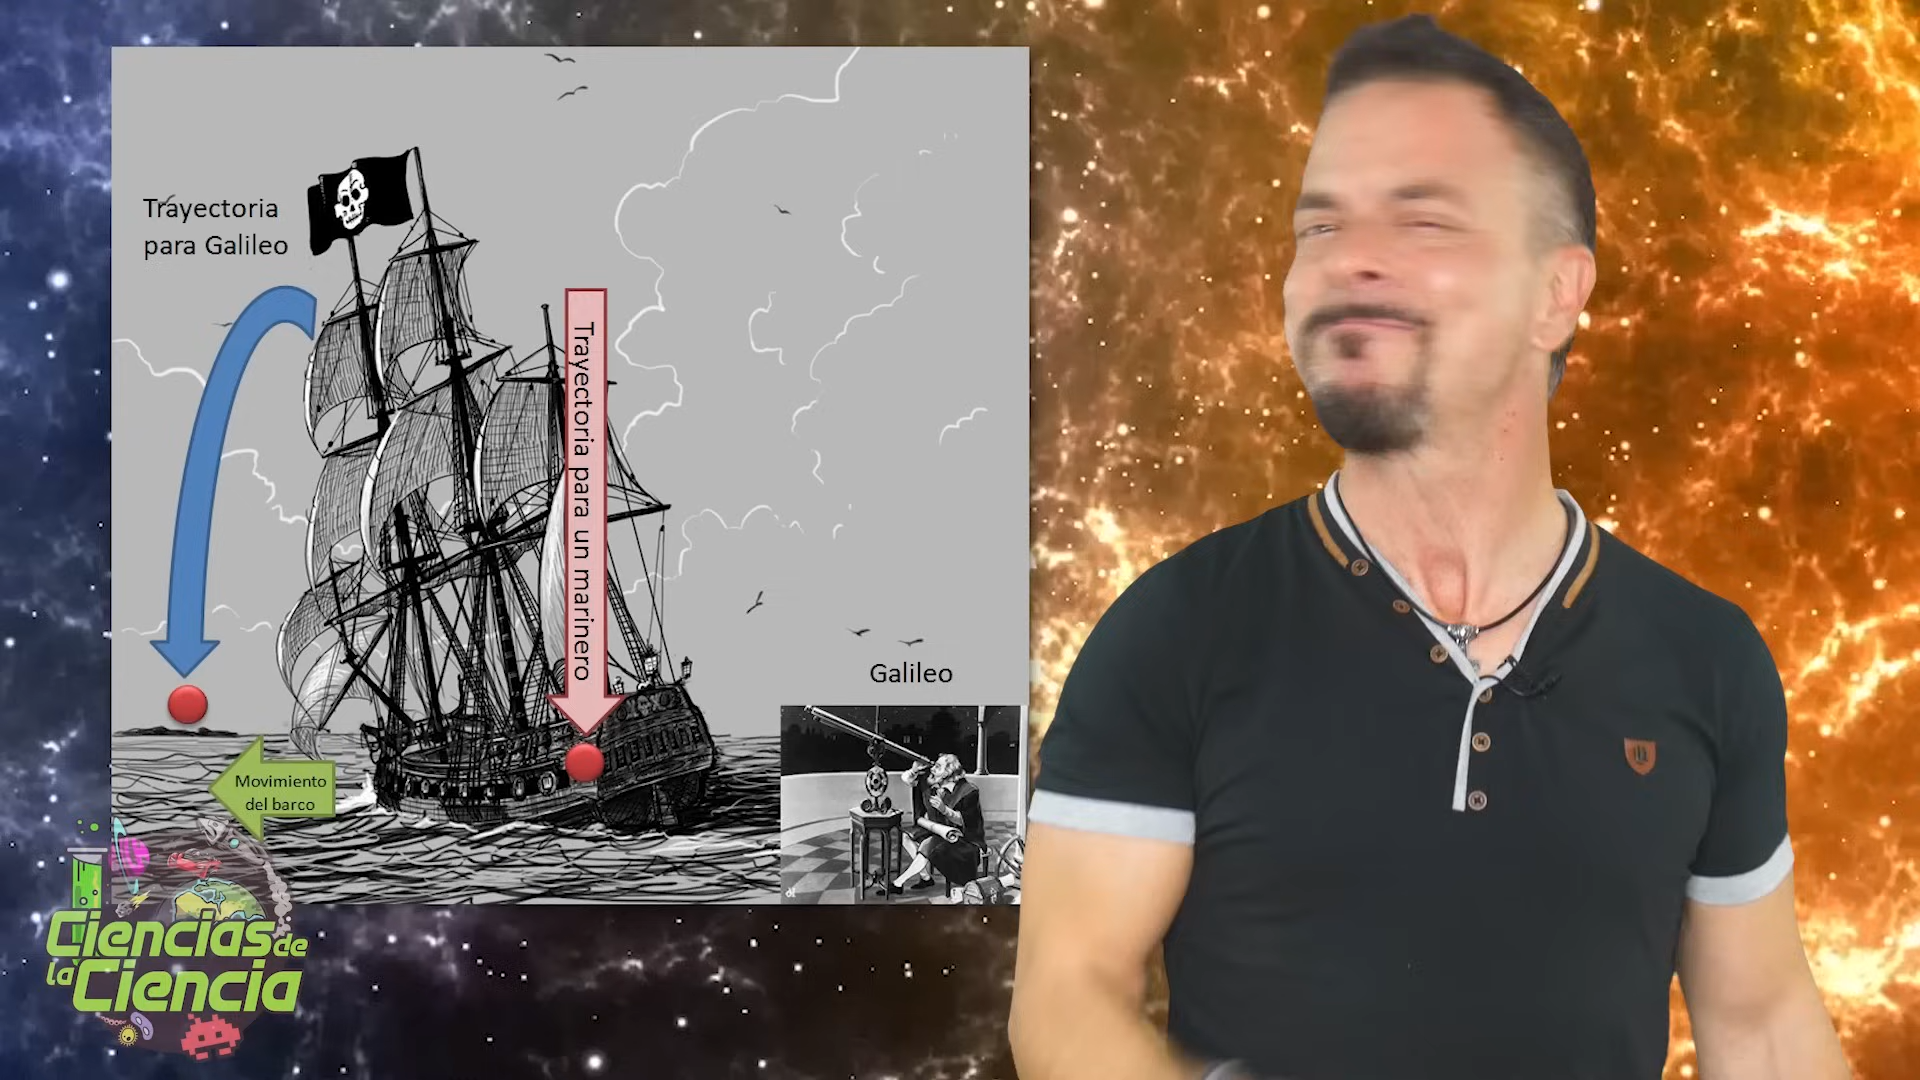 Trayectoria
para Galileo
Trayectoria para un marinero
Galileo
Movimiento
del barco
Ciencias de
la Ciencia